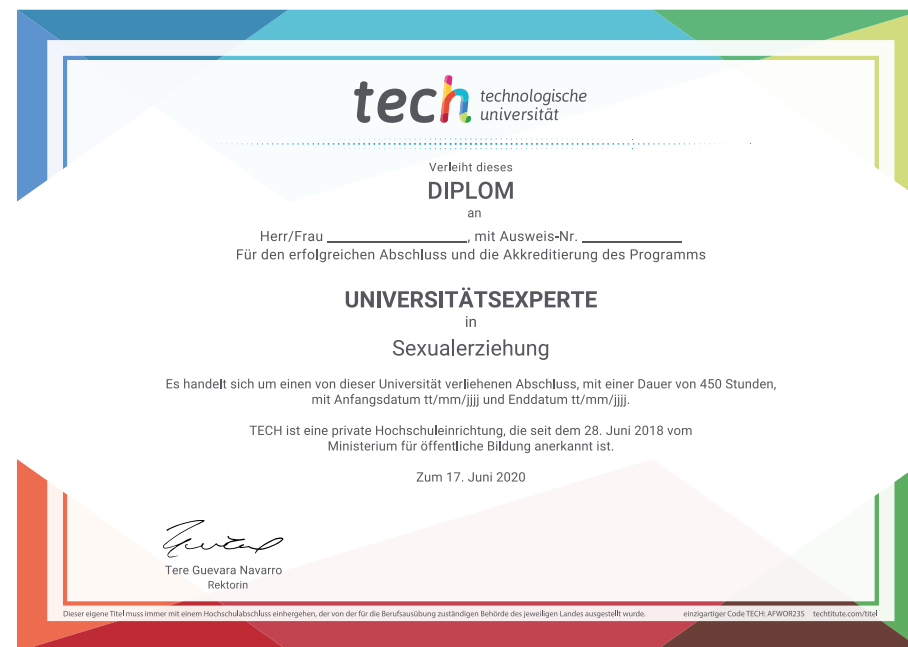 tech technologische
universität
Verleiht dieses
DIPLOM
an
Herr/Frau ____________________, mit Ausweis-Nr. ______________
Für den erfolgreichen Abschluss und die Akkreditierung des Programms
UNIVERSITÄTSEXPERTE
in
Sexualerziehung
Es handelt sich um einen von dieser Universität verliehenen Abschluss, mit einer Dauer von 450 Stunden,
mit Anfangsdatum tt/mm/jjjj und Enddatum tt/mm/jjjj.
TECH ist eine private Hochschuleinrichtung, die seit dem 28. Juni 2018 vom
Ministerium für öffentliche Bildung anerkannt ist.
Zum 17. Juni 2020
Tere Guevara Navarro
Rektorin
Dieser eigene Titel muss immer mit einem Hochschulabschluss einhergehen, der von der für die Berufsausübung zuständigen Behörde des jeweiligen Landes ausgestellt wurde. einzigartiger Code TECH: AFWOR23S techtitute.com/titel